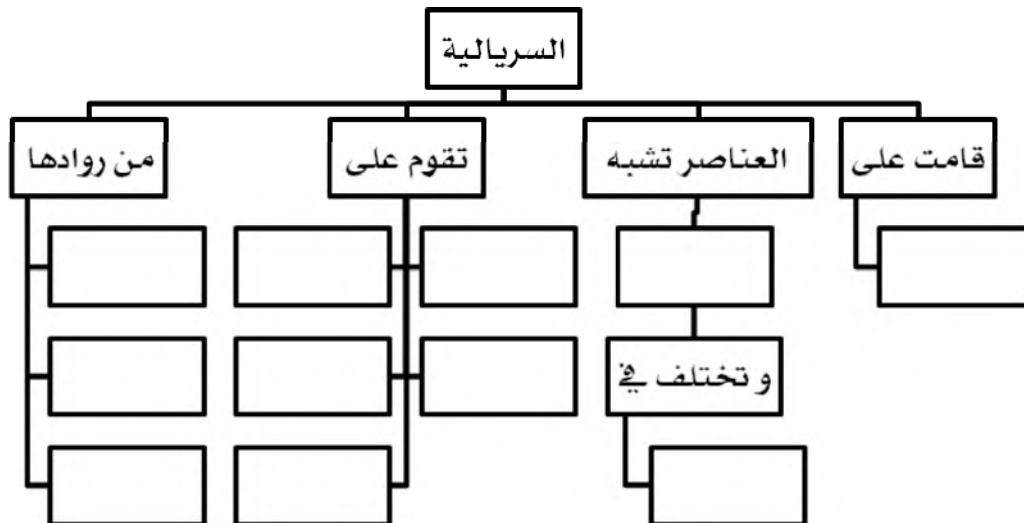 السريالية
قامت على
العناصر تشبه
تقوم على
من روادها
و تختلف في